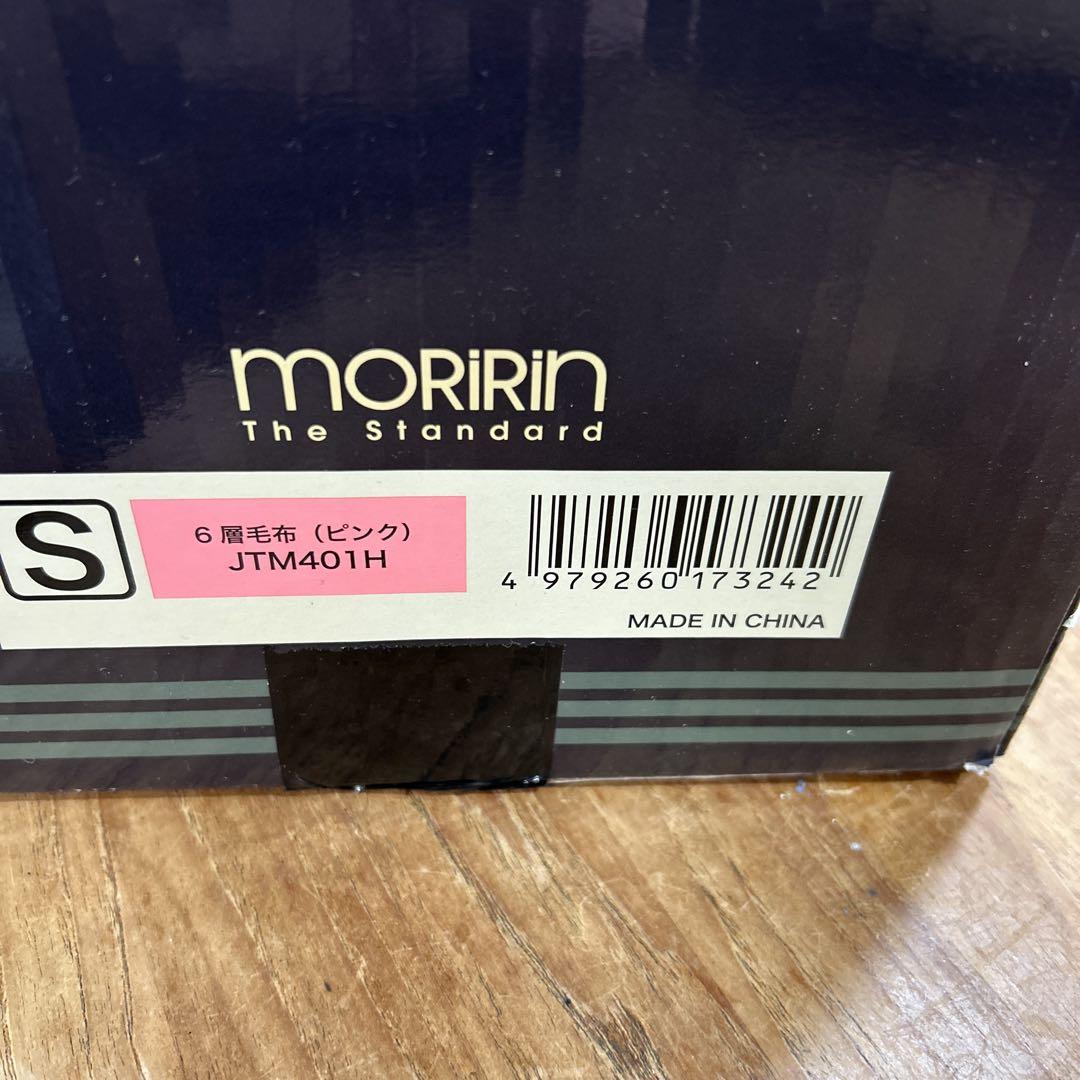 moRiRin
The Standard
S
6層毛布（ピンク）
JTM401H
4 979260 173242
MADE IN CHINA